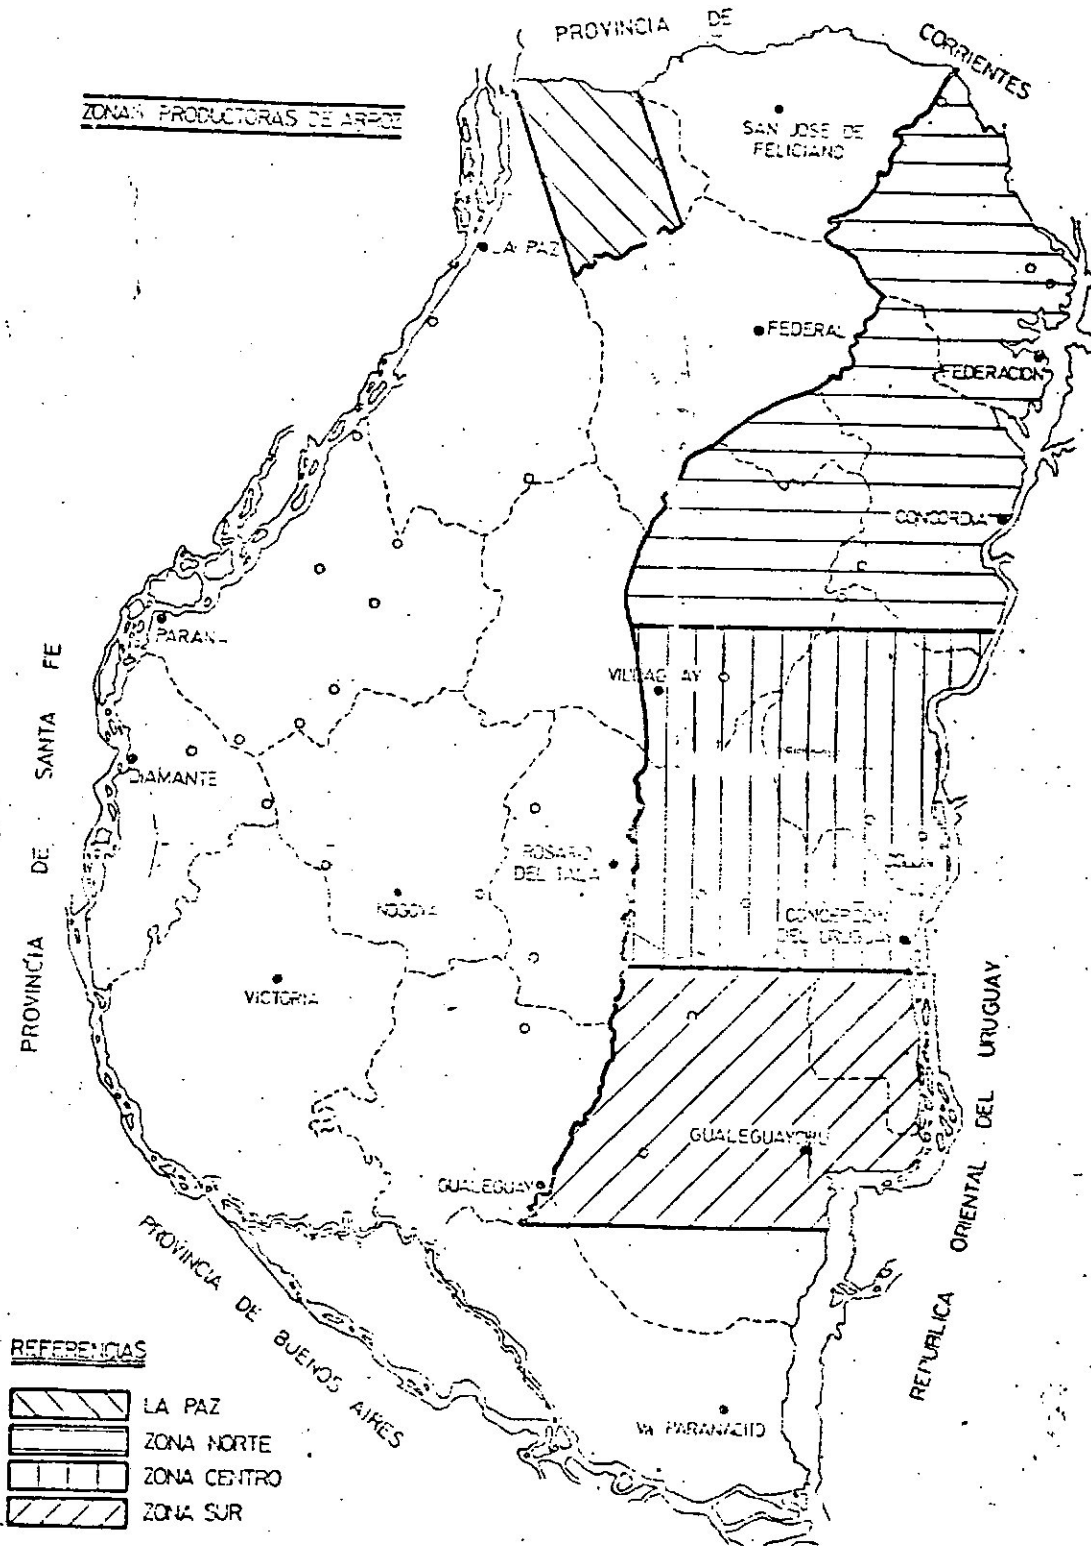 PROVINCIA DE
CORRIENTES
ZONAS PRODUCTORAS DE ARROZ
SAN JOSE DE
FELICIANO
LA PAZ
FEDERAL
FEDERACION
CONCORDIA
PARANA
VILLAGUAY
DIAMANTE
ROSARIO
DEL TALA
NOGOYA
CONCEPCION
DEL URUGUAY
VICTORIA
GUALEGUAYCHU
GUALEGUAY
PROVINCIA DE SANTA FE
REPUBLICA ORIENTAL DEL URUGUAY
PROVINCIA DE BUENOS AIRES
Va PARANACITO
REFERENCIAS
LA PAZ
ZONA NORTE
ZONA CENTRO
ZONA SUR